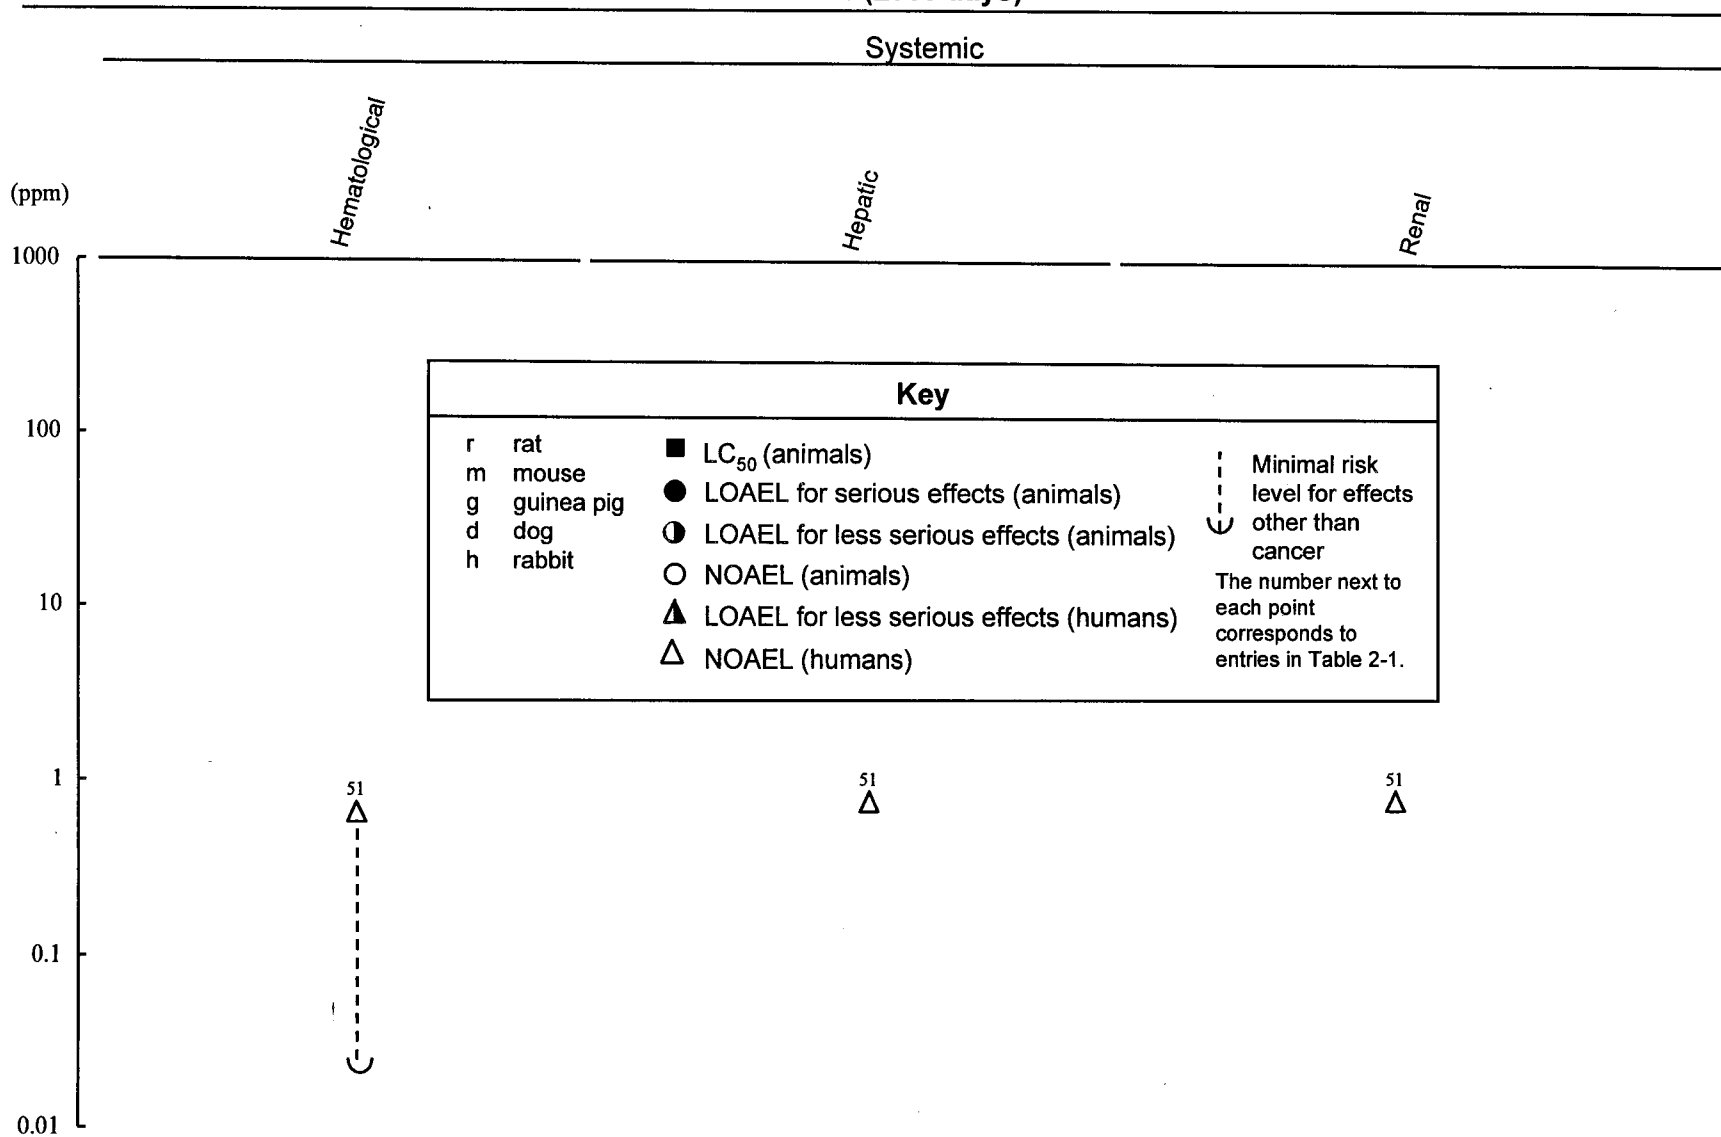 Systemic
Hematological
Hepatic
Renal
(ppm)
1000
100
10
1
0.1
0.01
Key
r rat
m mouse
g guinea pig
d dog
h rabbit
LC50 (animals)
LOAEL for serious effects (animals)
LOAEL for less serious effects (animals)
NOAEL (animals)
LOAEL for less serious effects (humans)
NOAEL (humans)
Minimal risk
level for effects
other than
cancer
The number next to
each point
corresponds to
entries in Table 2-1.
51
51
51